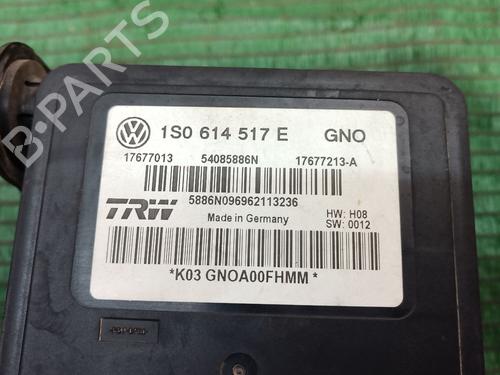 B-PARTS
VW
1S0 614 517 E GNO
17677013 54085886N 17677213-A
5886N096962113236
TRW
Made in Germany
HW: H08
SW: 0012
*K03 GNOA00FHMM*